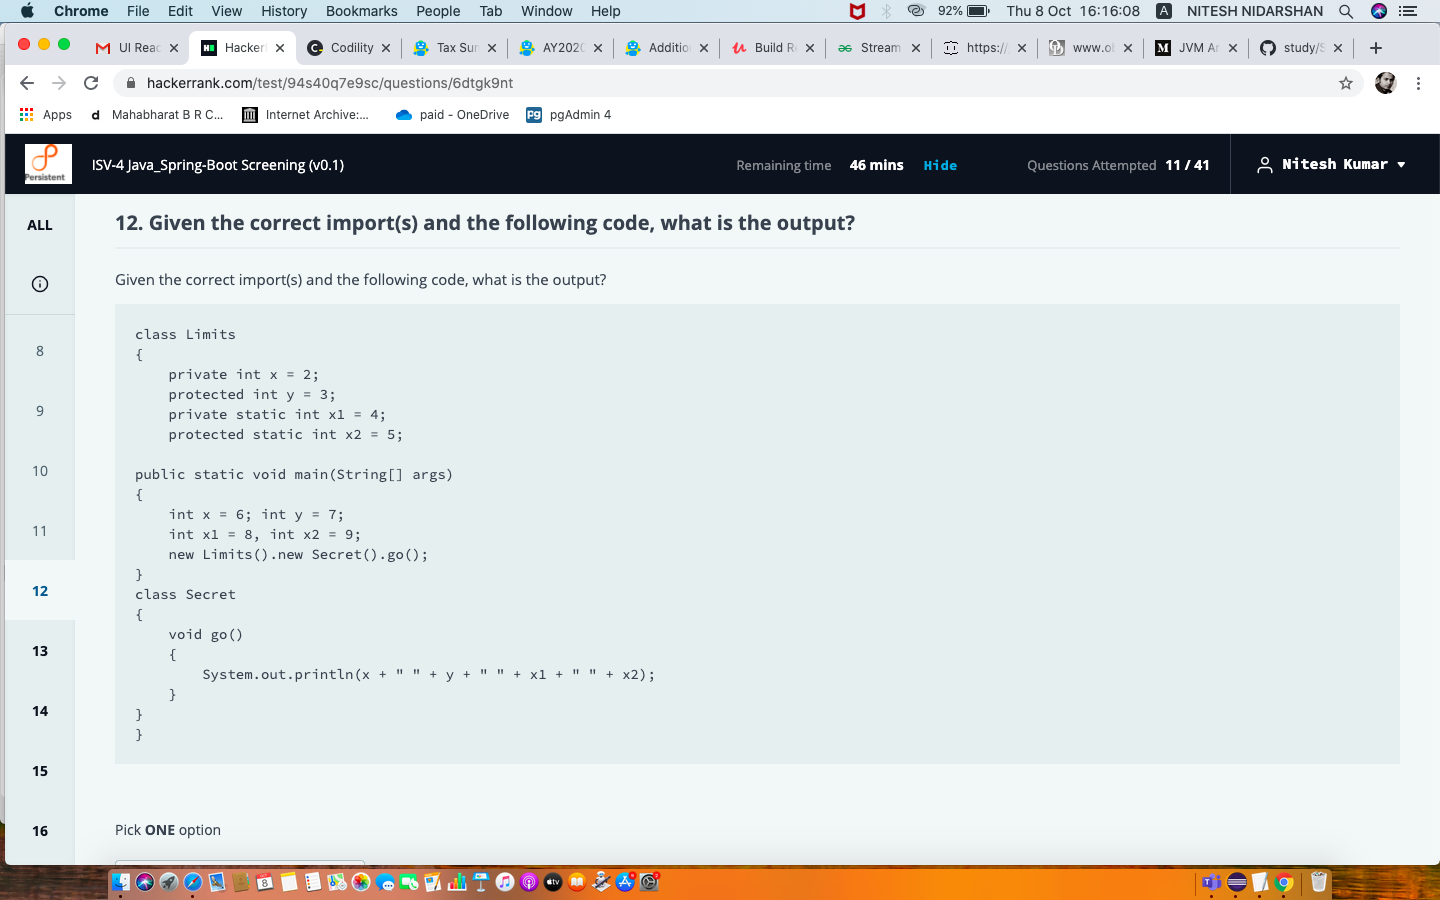 Chrome File Edit View History Bookmarks People Tab Window Help 92% Thu 8 Oct 16:16:08 A NITESH NIDARSHAN
UI Reac Hacker Codility Tax Sur AY202 Additio Build R Stream https:// www.o M JVM Ar study/S
hackerrank.com/test/94s40q7e9sc/questions/6dtgk9nt
Apps d Mahabharat B R C... Internet Archive:... paid - OneDrive pg pgAdmin 4
Persistent ISV-4 Java_Spring-Boot Screening (v0.1) Remaining time 46 mins Hide Questions Attempted 11 / 41 Nitesh Kumar
ALL
8
9
10
11
12
13
14
15
16
12. Given the correct import(s) and the following code, what is the output?
Given the correct import(s) and the following code, what is the output?
class Limits
{
private int x = 2;
protected int y = 3;
private static int x1 = 4;
protected static int x2 = 5;
public static void main(String[] args)
{
int x = 6; int y = 7;
int x1 = 8, int x2 = 9;
new Limits().new Secret().go();
}
class Secret
{
void go()
{
System.out.println(x + " " + y + " " + x1 + " " + x2);
}
}
}
Pick ONE option
8
tv